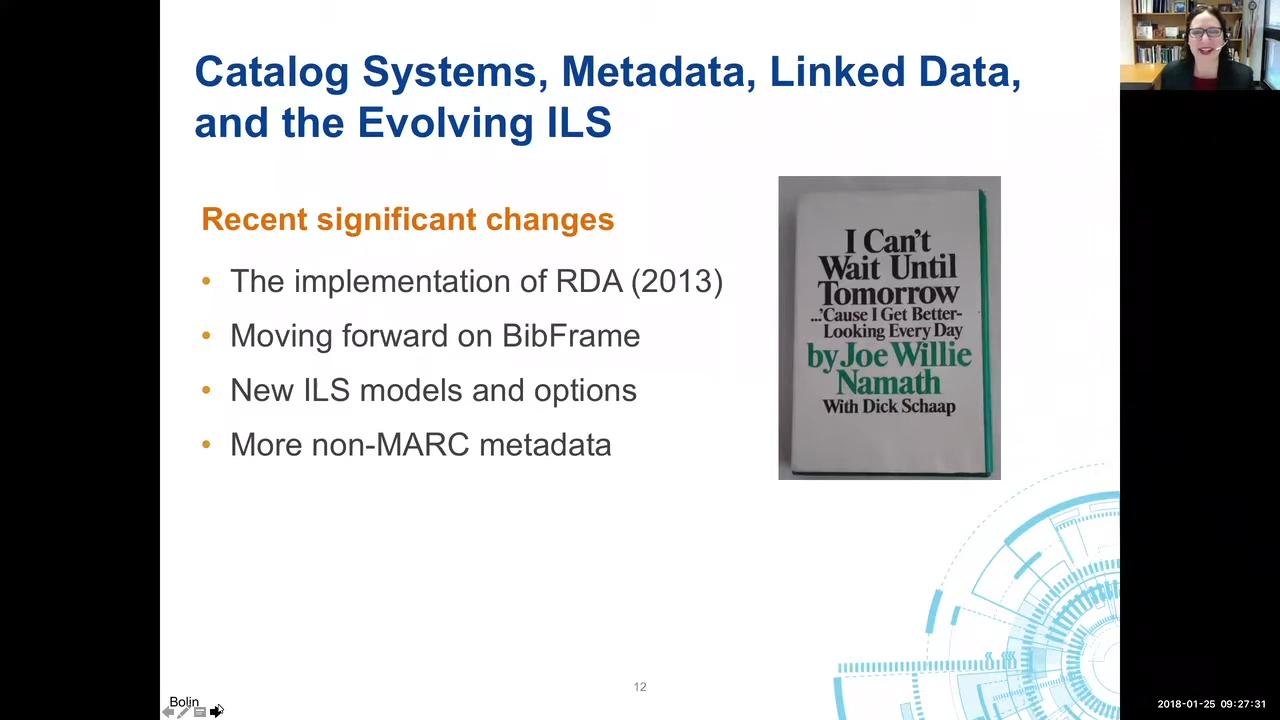 Catalog Systems, Metadata, Linked Data,
and the Evolving ILS
Recent significant changes
• The implementation of RDA (2013)
• Moving forward on BibFrame
• New ILS models and options
• More non-MARC metadata
I Can't
Wait Until
Tomorrow
...'Cause I Get Better-
Looking Every Day
by Joe Willie
Namath
With Dick Schaap
12
Bolin
2018-01-25 09:27:31